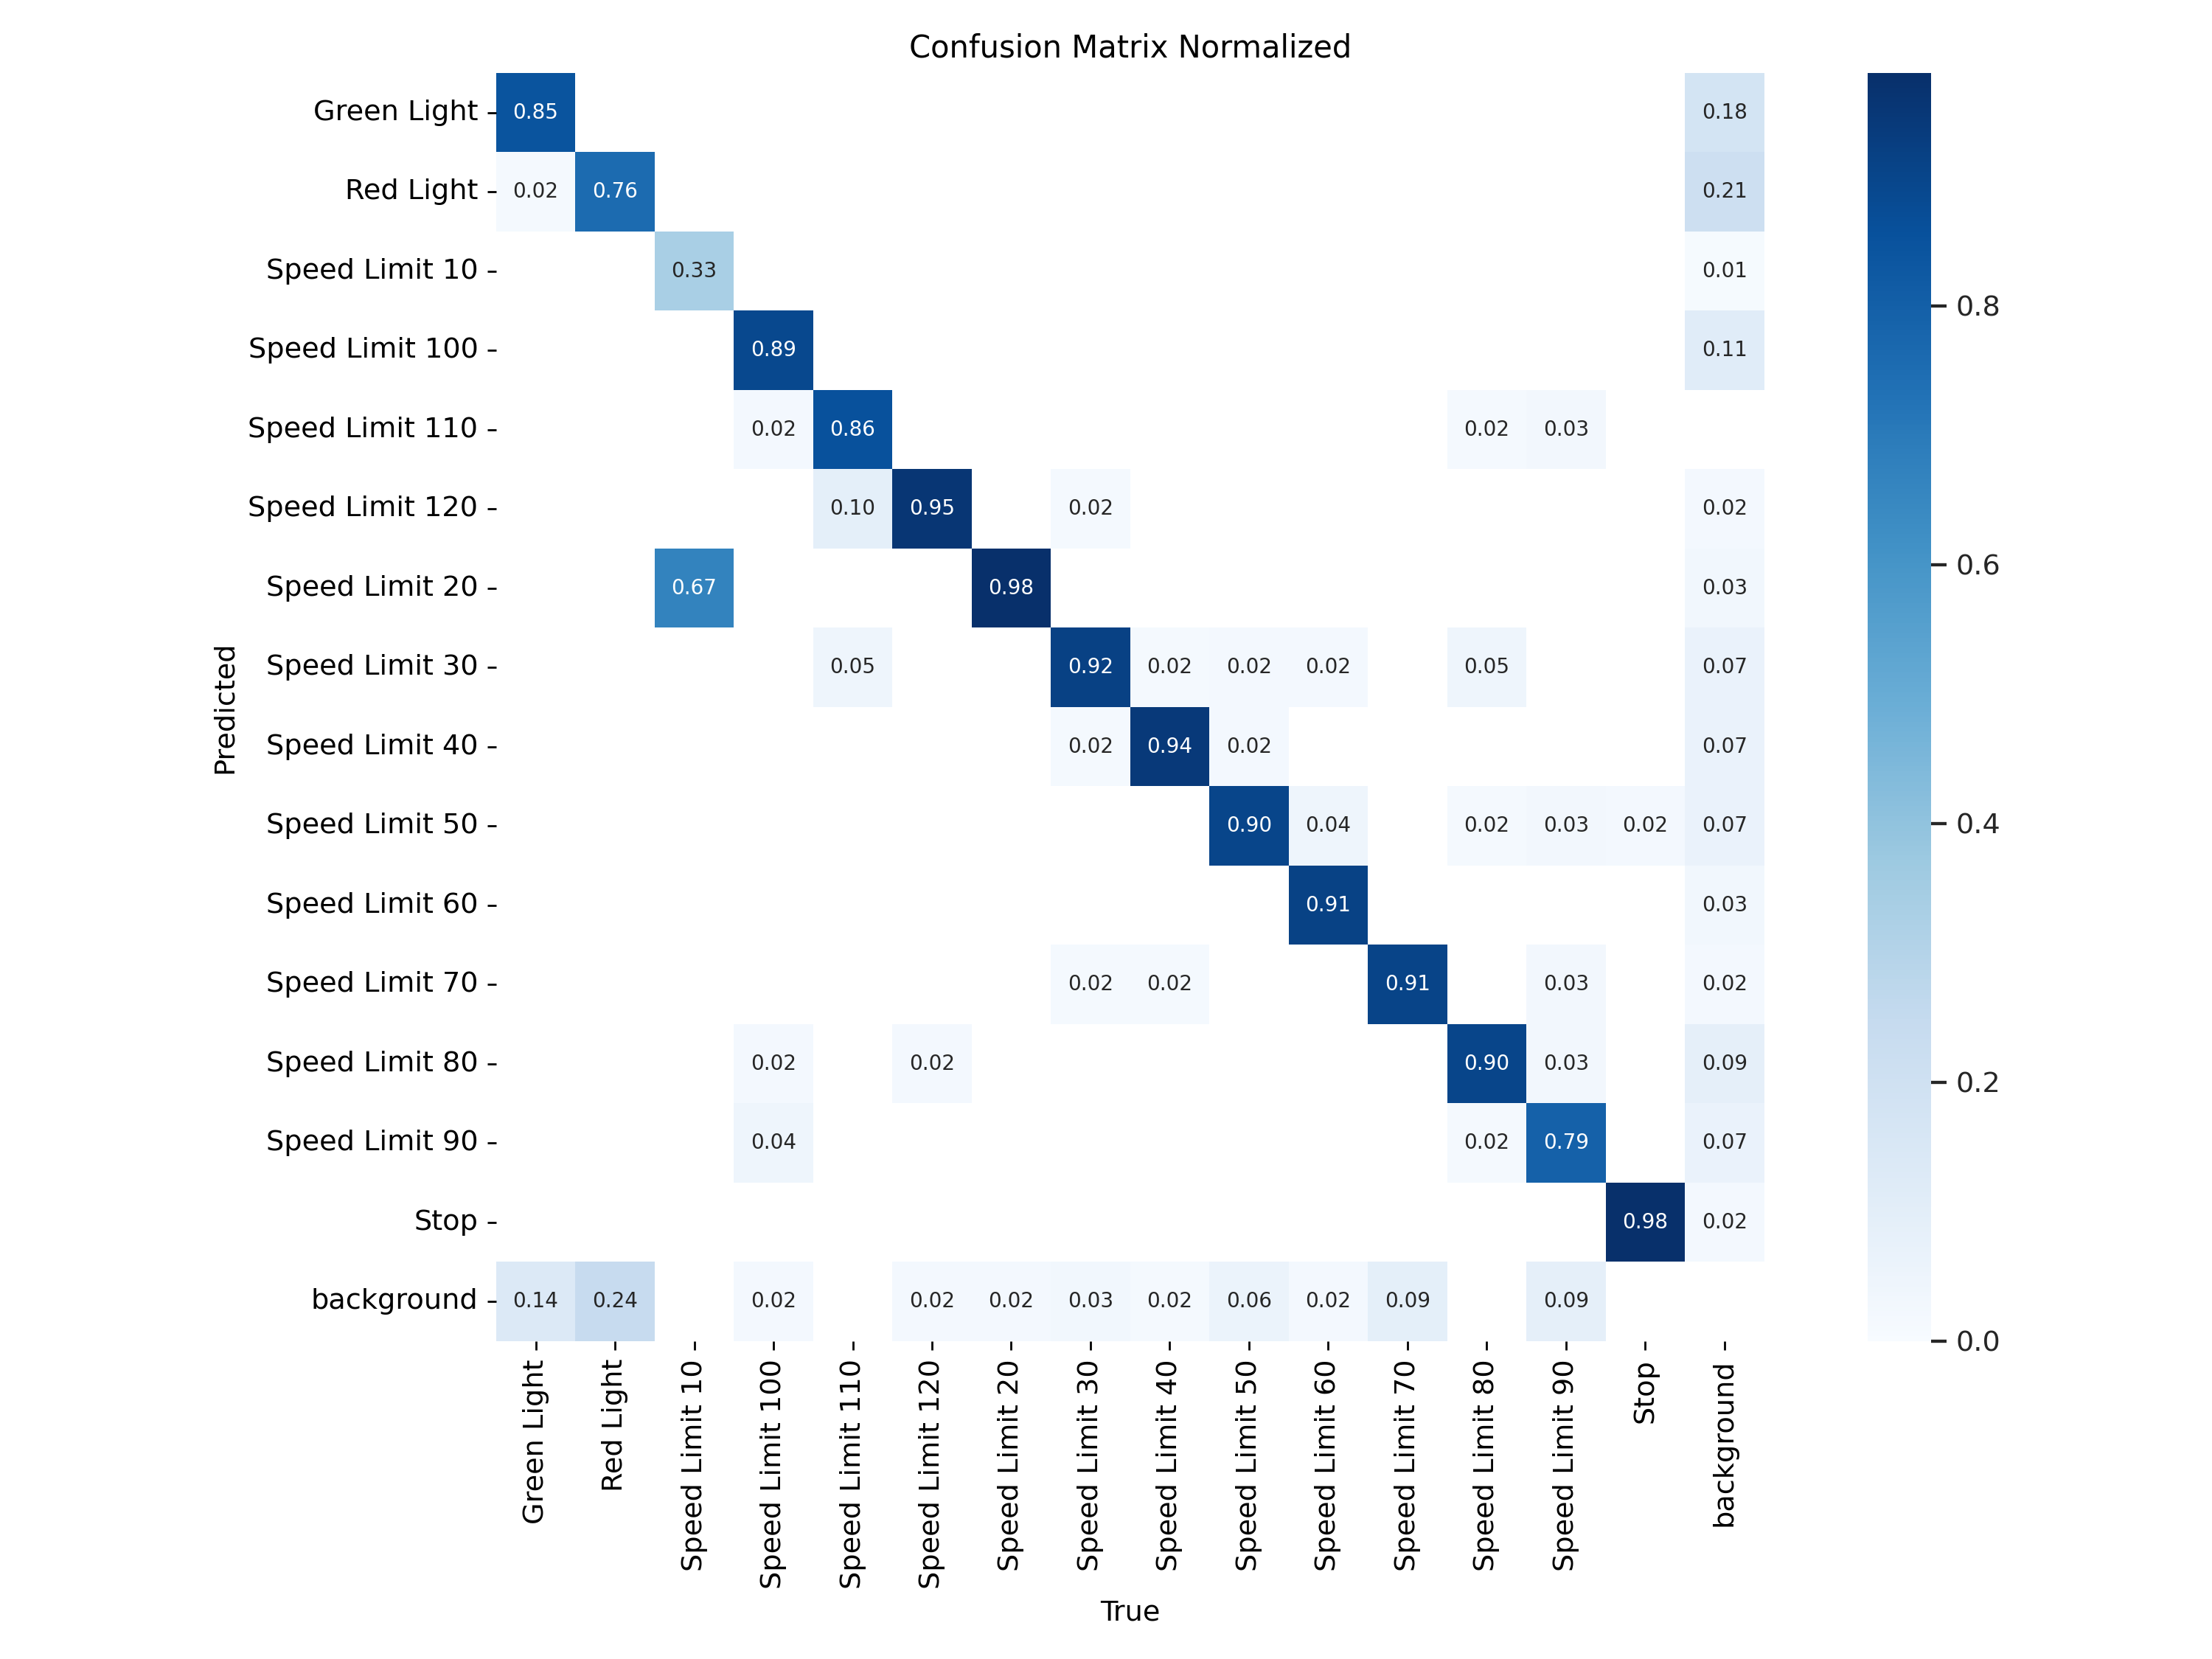 Confusion Matrix Normalized
Green Light 0.85 0.18
Red Light 0.02 0.76 0.21
Speed Limit 10 0.33 0.01
0.8
Speed Limit 100 0.89 0.11
Speed Limit 110 0.02 0.86 0.02 0.03
Speed Limit 120 0.10 0.95 0.02 0.02
0.6
Speed Limit 20 0.67 0.98 0.03
Speed Limit 30 0.05 0.92 0.02 0.02 0.02 0.05 0.07
Predicted
Speed Limit 40 0.02 0.94 0.02 0.07
Speed Limit 50 0.90 0.04 0.02 0.03 0.02 0.07
0.4
Speed Limit 60 0.91 0.03
Speed Limit 70 0.02 0.02 0.91 0.03 0.02
Speed Limit 80 0.02 0.02 0.90 0.03 0.09
0.2
Speed Limit 90 0.04 0.02 0.79 0.07
Stop 0.98 0.02
background 0.14 0.24 0.02 0.02 0.02 0.03 0.02 0.06 0.02 0.09 0.09
0.0
Green Light
Red Light
Speed Limit 10
Speed Limit 100
Speed Limit 110
Speed Limit 120
Speed Limit 20
Speed Limit 30
Speed Limit 40
Speed Limit 50
Speed Limit 60
Speed Limit 70
Speed Limit 80
Speed Limit 90
Stop
background
True